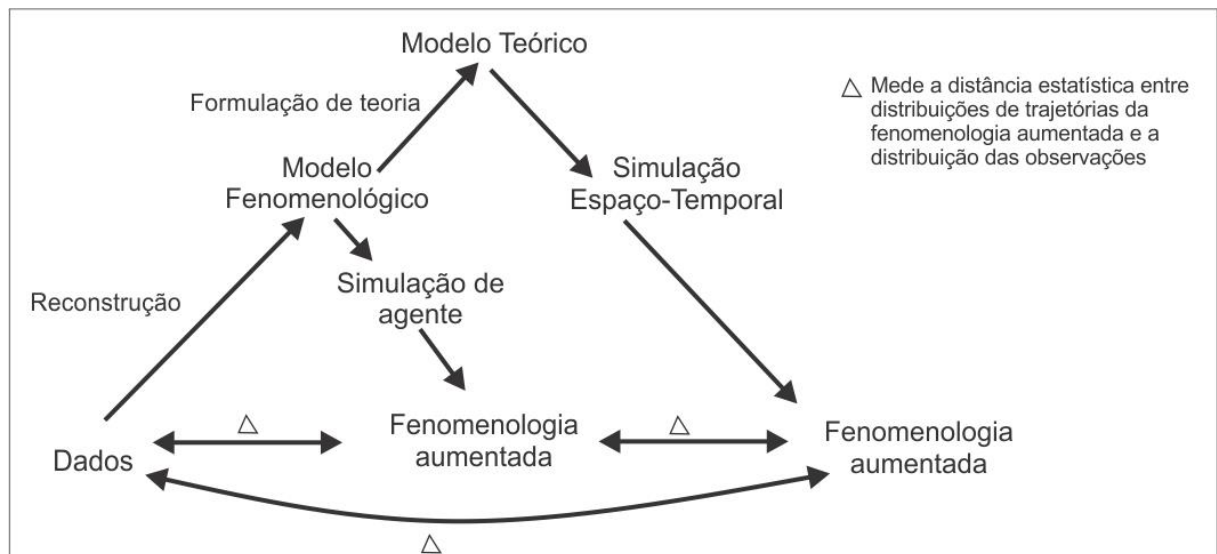 Modelo Teórico
Formulação de teoria
△ Mede a distância estatística entre
distribuições de trajetórias da
fenomenologia aumentada e a
distribuição das observações
Modelo
Fenomenológico
Simulação
Espaço-Temporal
Reconstrução
Simulação de
agente
Dados
△
Fenomenologia
aumentada
△
Fenomenologia
aumentada
△